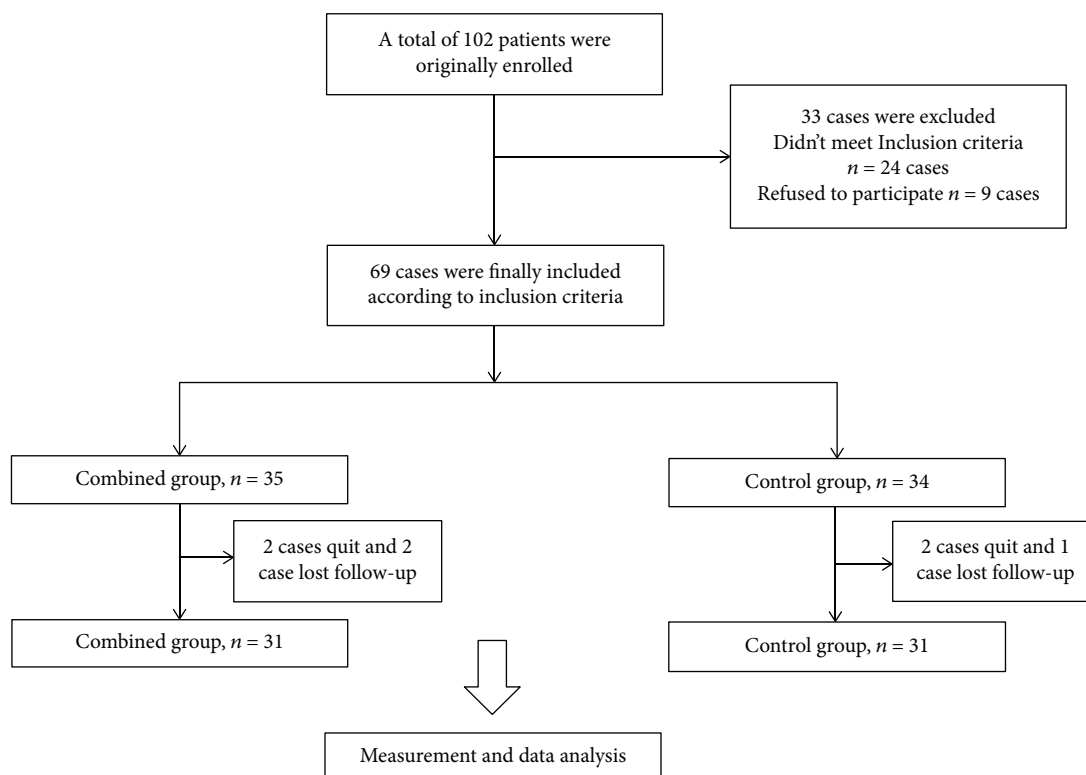 A total of 102 patients were
originally enrolled
33 cases were excluded
Didn't meet Inclusion criteria
n = 24 cases
Refused to participate n = 9 cases
69 cases were finally included
according to inclusion criteria
Combined group, n = 35
Control group, n = 34
2 cases quit and 2
case lost follow-up
2 cases quit and 1
case lost follow-up
Combined group, n = 31
Control group, n = 31
Measurement and data analysis